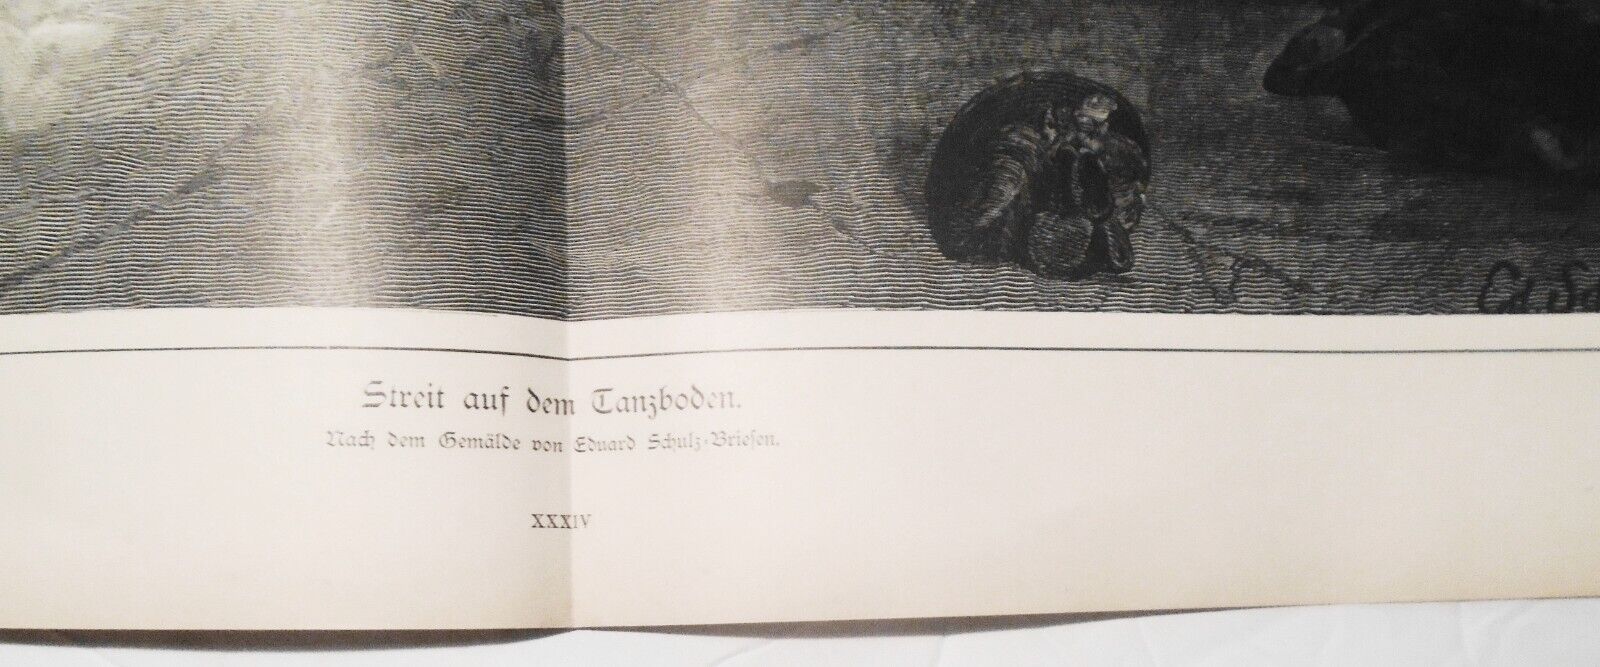 Streit auf dem Tanzboden.
Nach dem Gemälde von Eduard Schulz-Briesen.
XXXIV